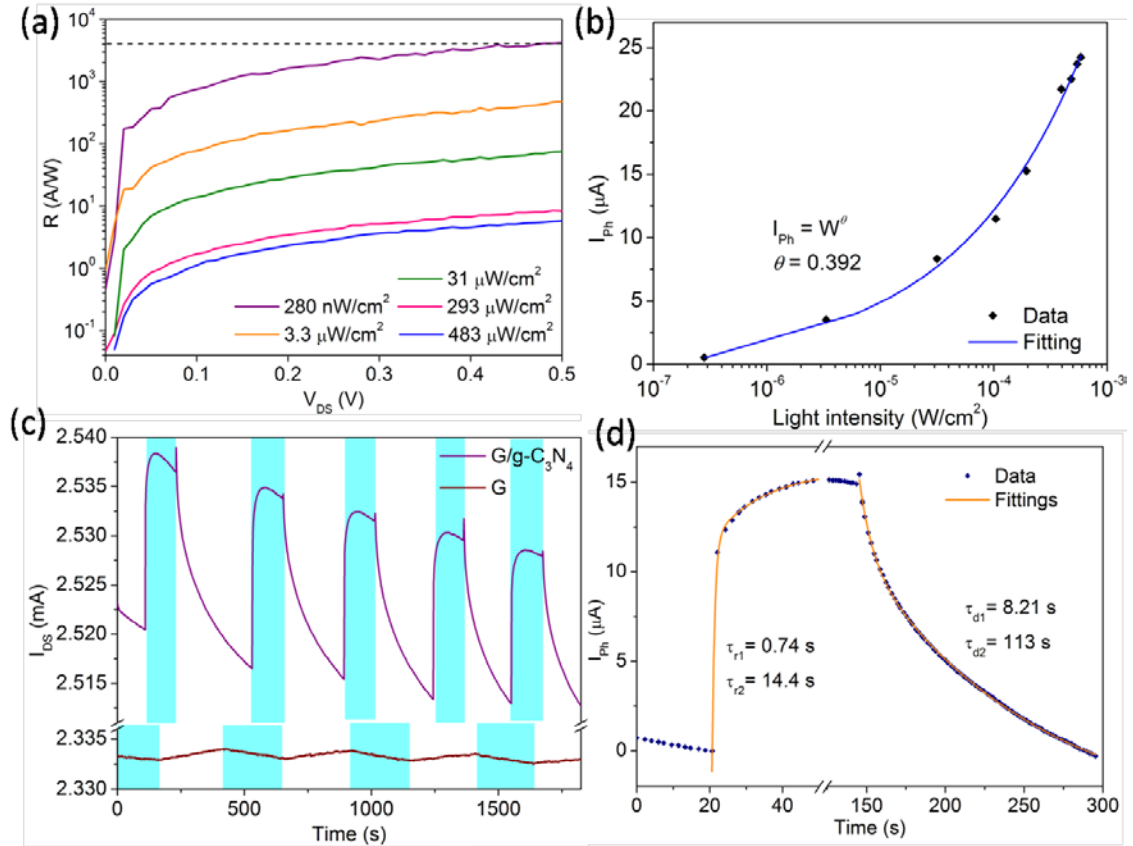 (a)
10⁴
10³
10²
10¹
10⁰
10⁻¹
R (A/W)
31 μW/cm²
280 nW/cm²
293 μW/cm²
3.3 μW/cm²
483 μW/cm²
0.0 0.1 0.2 0.3 0.4 0.5
V_DS (V)
(b)
25
20
15
10
5
0
I_Ph (μA)
I_Ph = W^θ
θ = 0.392
Data
Fitting
10⁻⁷ 10⁻⁶ 10⁻⁵ 10⁻⁴ 10⁻³
Light intensity (W/cm²)
(c)
2.540
2.535
2.530
2.525
2.520
2.515
2.334
2.330
I_DS (mA)
G/g-C₃N₄
G
0 500 1000 1500
Time (s)
(d)
15
10
5
0
I_Ph (μA)
Data
Fittings
τ_r1 = 0.74 s
τ_r2 = 14.4 s
τ_d1 = 8.21 s
τ_d2 = 113 s
0 20 40 150 200 250 300
Time (s)